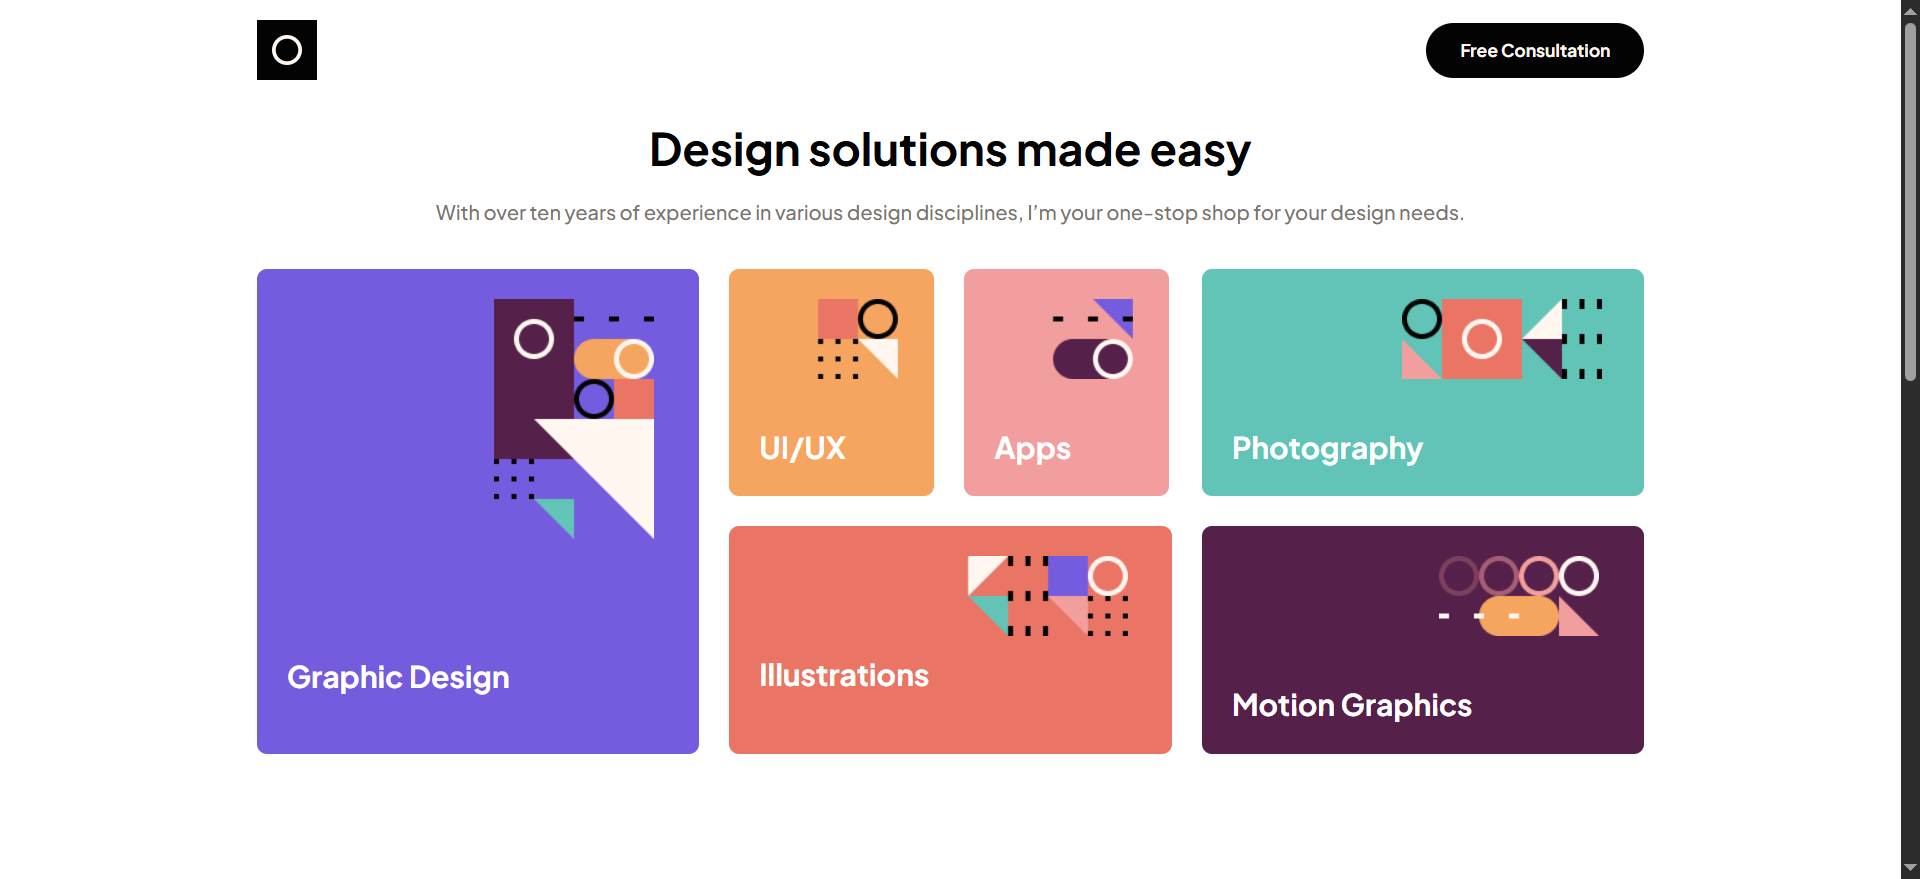 Free Consultation
Design solutions made easy
With over ten years of experience in various design disciplines, I’m your one-stop shop for your design needs.
Graphic Design
UI/UX
Apps
Photography
Illustrations
Motion Graphics